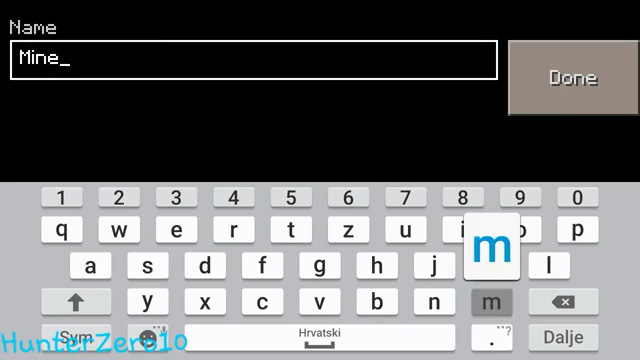 Name
Mine_
Done
1 2 3 4 5 6 7 8 9 0
q w e r t z u i o p
a s d f g h j m l
y x c v b n m
Sym Hrvatski . ? Dalje
HunterZero10